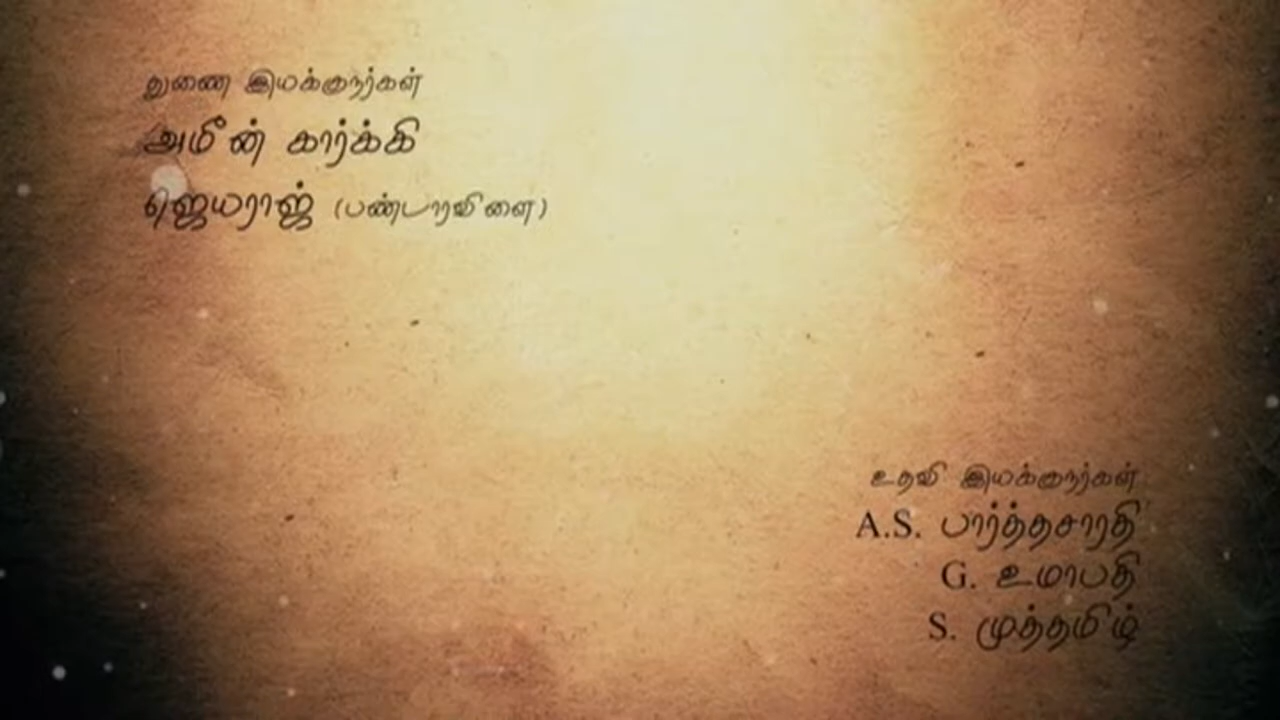 துணை இயக்குநர்கள்
அமீன் கார்க்கி
ஜெயராஜ் (பண்டாரவிளை)
உதவி இயக்குநர்கள்
A.S. பார்த்தசாரதி
G. உமாபதி
S. முத்தமிழ்